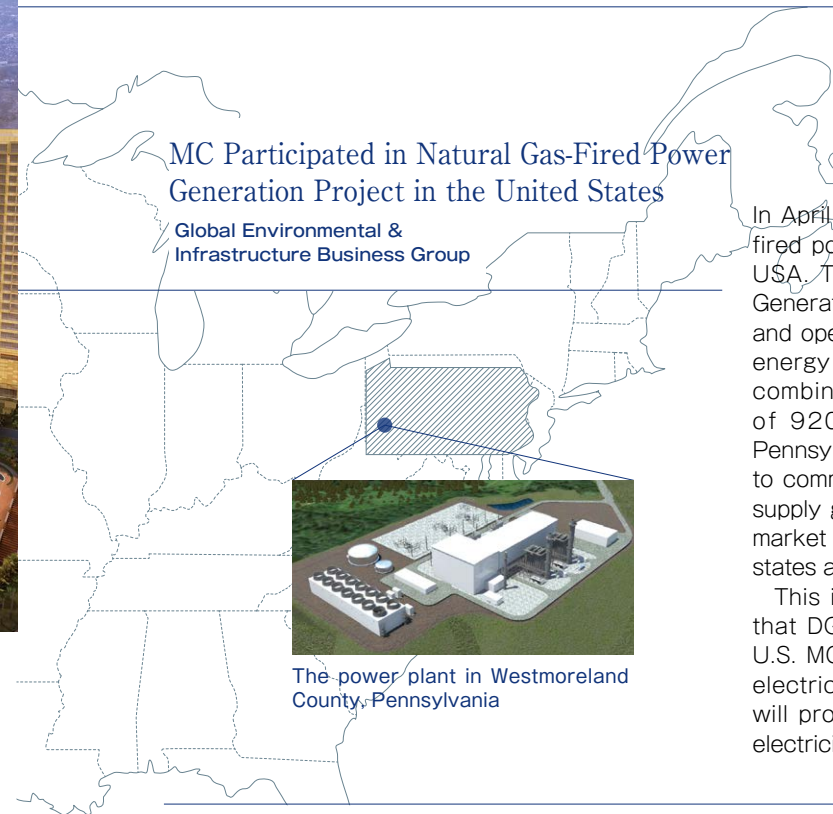 MC Participated in Natural Gas-Fired Power
Generation Project in the United States
Global Environmental &
Infrastructure Business Group
In April
fired po
USA. T
Generat
and ope
energy
combin
of 920
Pennsy
to comm
supply g
market
states a
This i
that DG
U.S. MC
electric
will pro
electrici
The power plant in Westmoreland
County, Pennsylvania